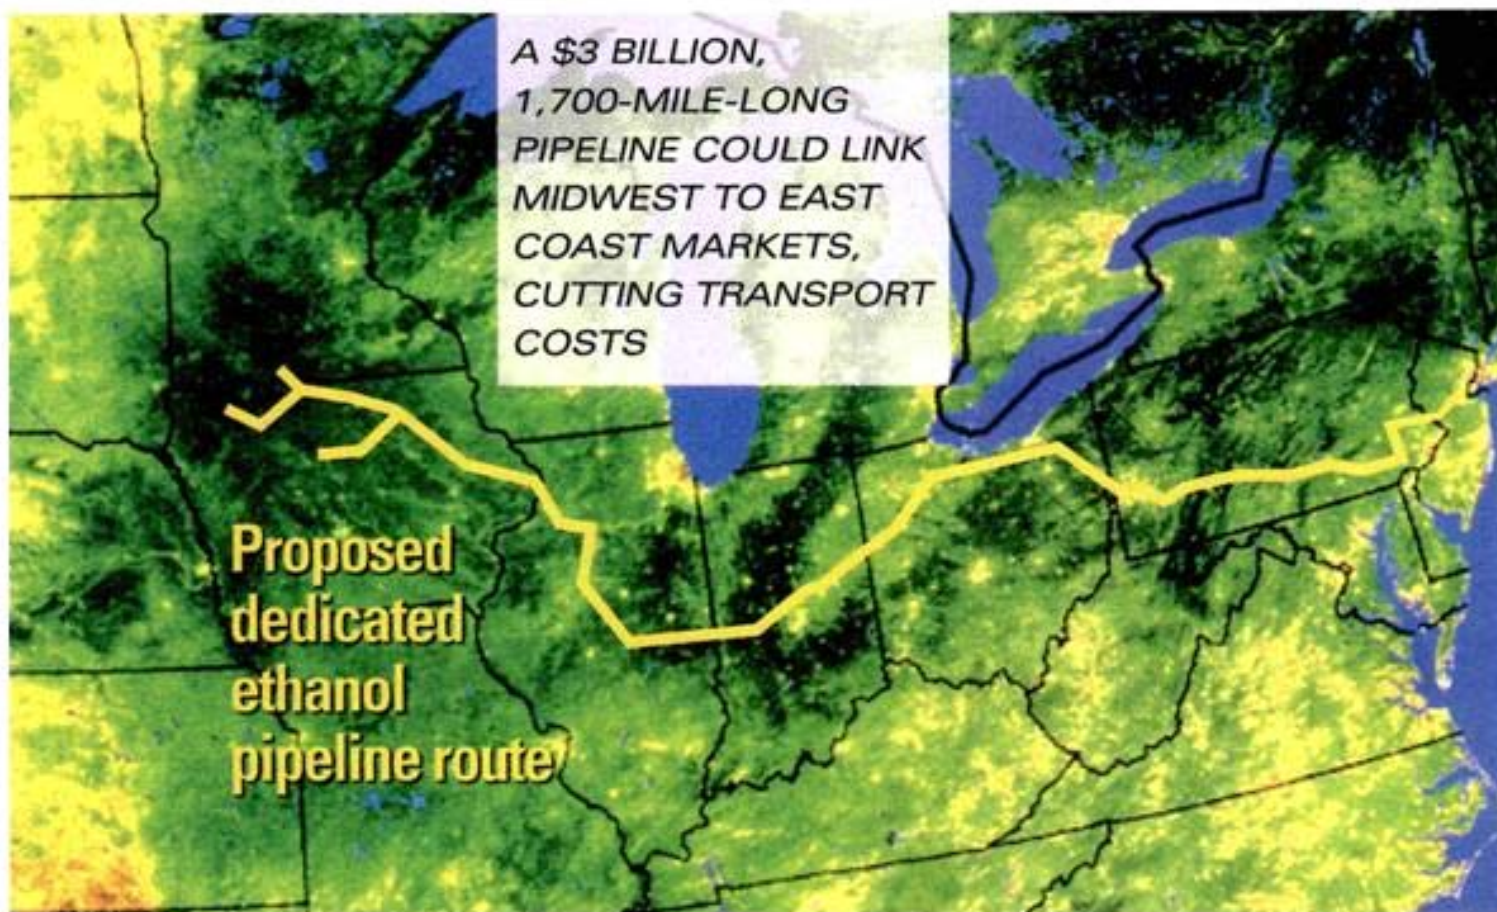 A $3 BILLION,
1,700-MILE-LONG
PIPELINE COULD LINK
MIDWEST TO EAST
COAST MARKETS,
CUTTING TRANSPORT
COSTS
Proposed
dedicated
ethanol
pipeline route